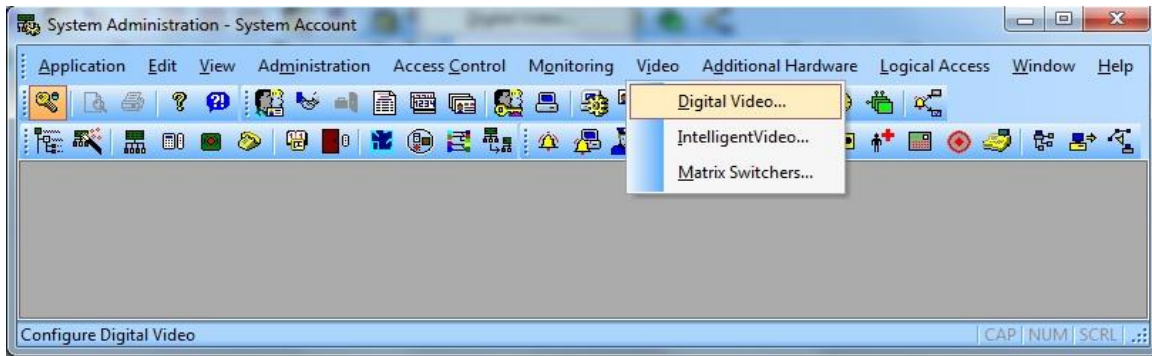 System Administration - System Account
Application Edit View Administration Access Control Monitoring Video Additional Hardware Logical Access Window Help
Digital Video...
IntelligentVideo...
Matrix Switchers...
Configure Digital Video
CAP NUM SCRL